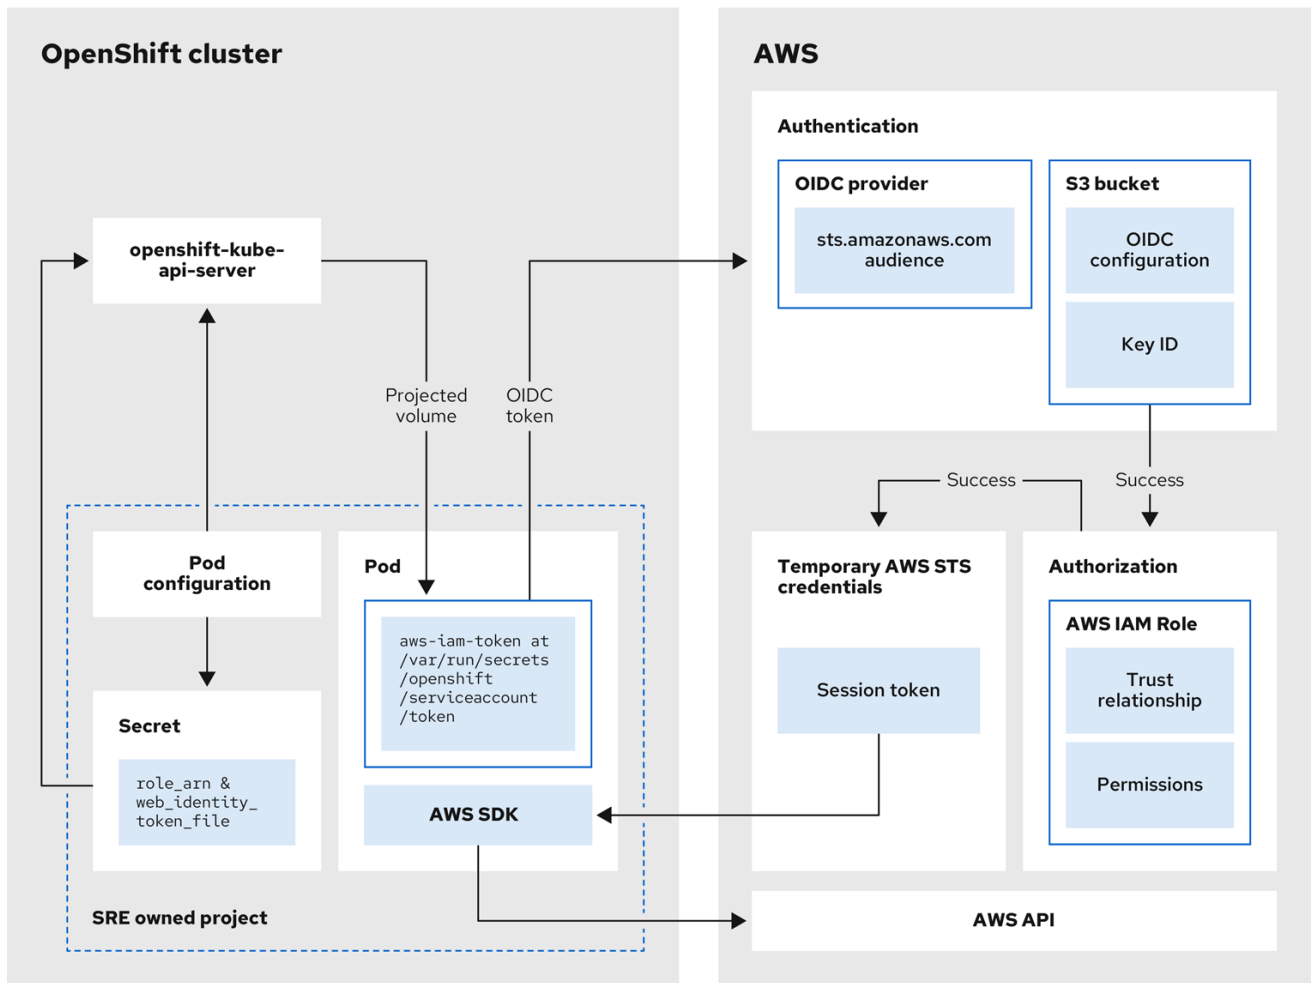 OpenShift cluster
openshift-kube-
api-server
Projected
volume
OIDC
token
Pod
configuration
Secret
role_arn &
web_identity_
token_file
Pod
aws-iam-token at
/var/run/secrets
/openshift
/serviceaccount
/token
AWS SDK
SRE owned project
AWS
Authentication
OIDC provider
sts.amazonaws.com
audience
S3 bucket
OIDC
configuration
Key ID
Success
Success
Temporary AWS STS
credentials
Session token
Authorization
AWS IAM Role
Trust
relationship
Permissions
AWS API